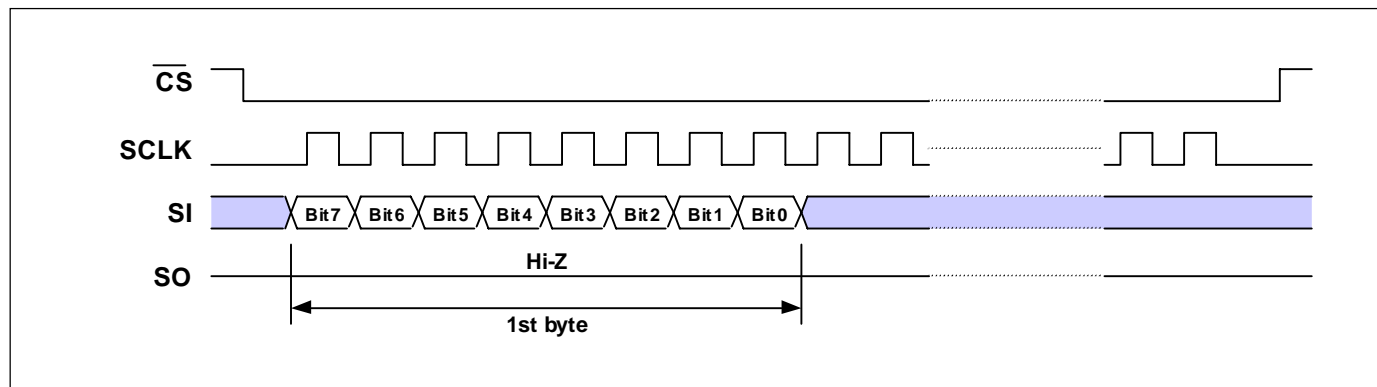 CS
SCLK
SI Bit7 Bit6 Bit5 Bit4 Bit3 Bit2 Bit1 Bit0
Hi-Z
SO
1st byte